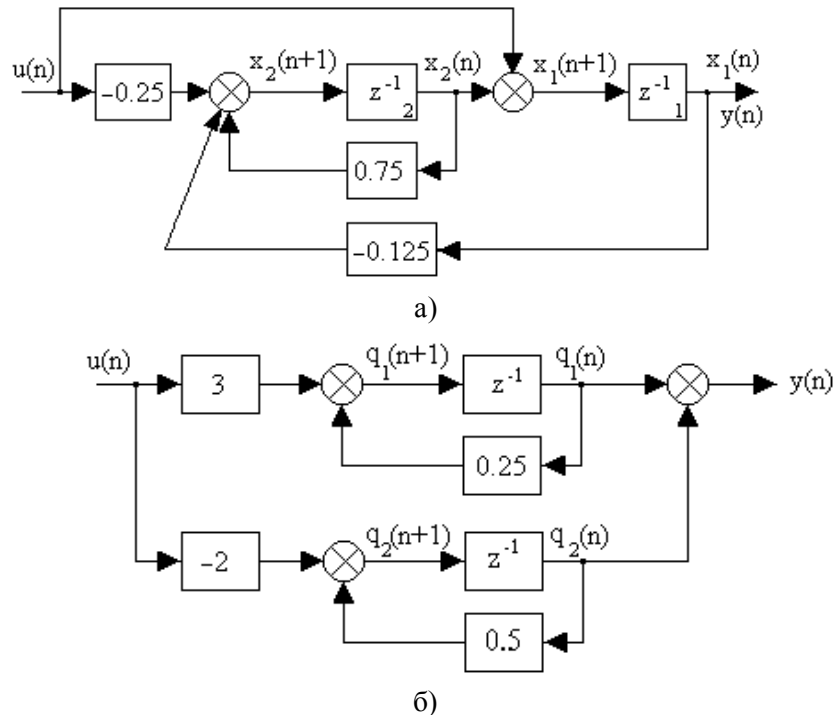 u(n)
-0.25
x₂(n+1)
z⁻¹
2
x₂(n)
x₁(n+1)
z⁻¹
1
x₁(n)
y(n)
0.75
-0.125
а)
u(n)
3
q₁(n+1)
z⁻¹
q₁(n)
y(n)
0.25
-2
q₂(n+1)
z⁻¹
q₂(n)
0.5
б)